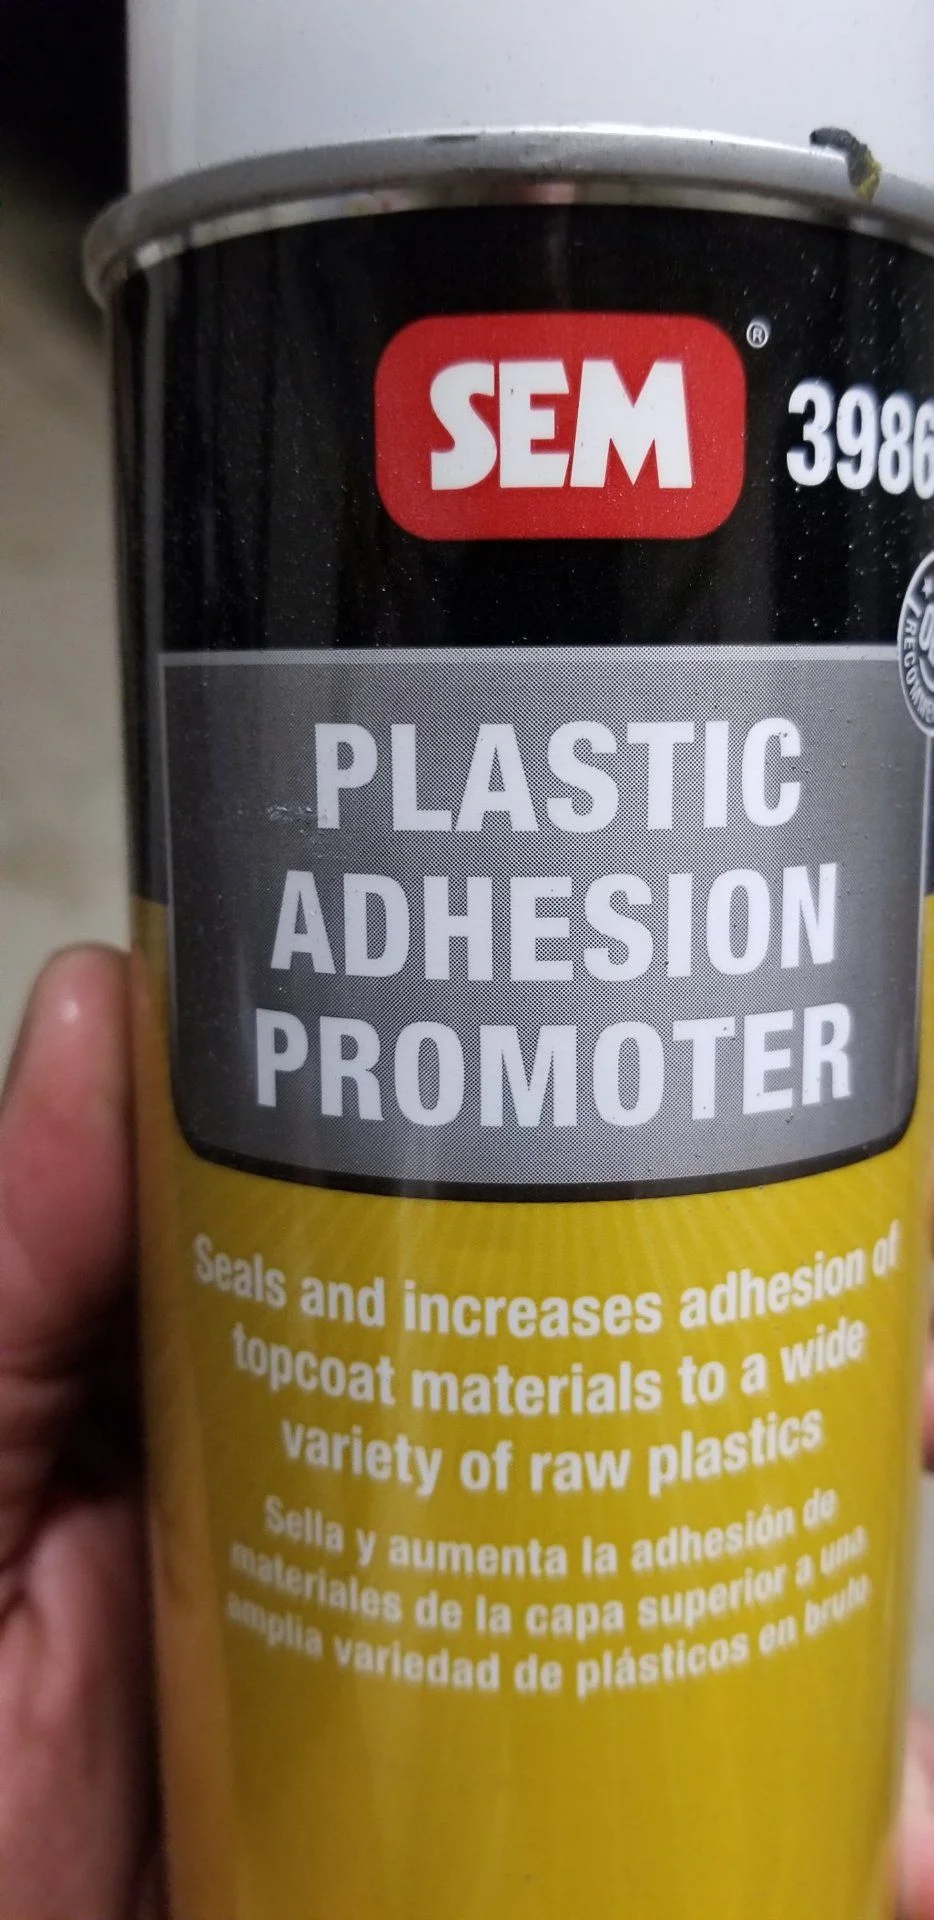 SEM®
3986
PLASTIC
ADHESION
PROMOTER
Seals and increases adhesion of
topcoat materials to a wide
variety of raw plastics
Sella y aumenta la adhesión de
materiales de la capa superior a una
amplia variedad de plásticos en bruto